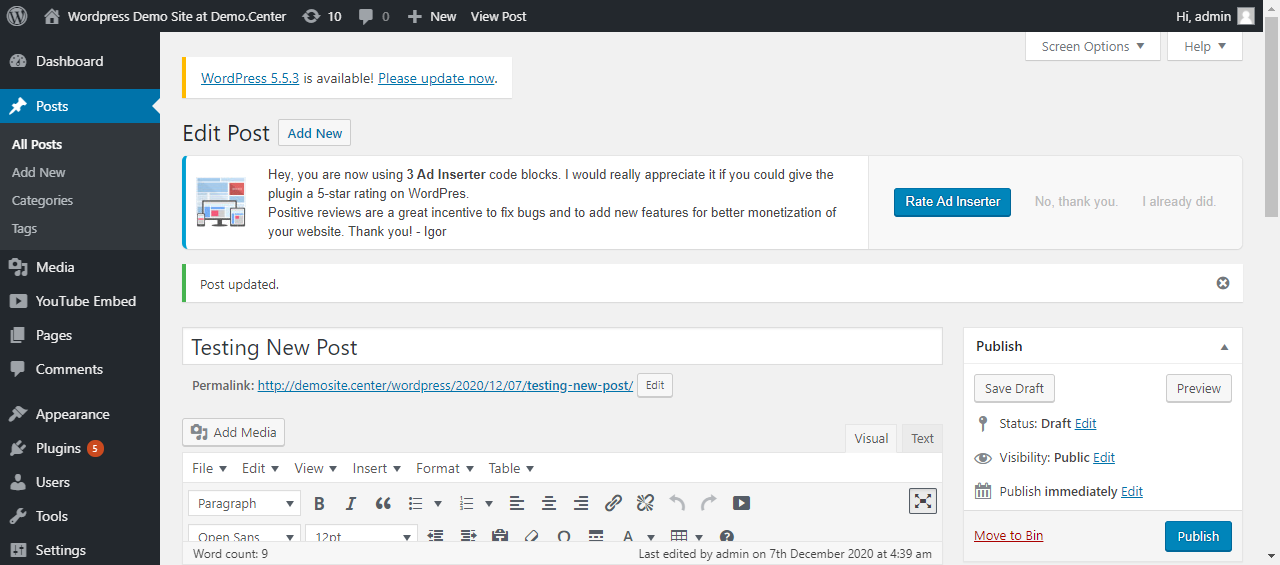 Wordpress Demo Site at Demo.Center 10 0 New View Post Hi, admin
Screen Options Help
Dashboard
Posts
All Posts
Add New
Categories
Tags
Media
YouTube Embed
Pages
Comments
Appearance
Plugins 5
Users
Tools
Settings
WordPress 5.5.3 is available! Please update now.
Edit Post Add New
Hey, you are now using 3 Ad Inserter code blocks. I would really appreciate it if you could give the
plugin a 5-star rating on WordPres.
Positive reviews are a great incentive to fix bugs and to add new features for better monetization of
your website. Thank you! - Igor
Rate Ad Inserter No, thank you. I already did.
Post updated.
Testing New Post
Permalink: http://demosite.center/wordpress/2020/12/07/testing-new-post/ Edit
Add Media
Visual Text
File Edit View Insert Format Table
Paragraph
Open Sans 12pt
Word count: 9 Last edited by admin on 7th December 2020 at 4:39 am
Publish
Save Draft Preview
Status: Draft Edit
Visibility: Public Edit
Publish immediately Edit
Move to Bin Publish